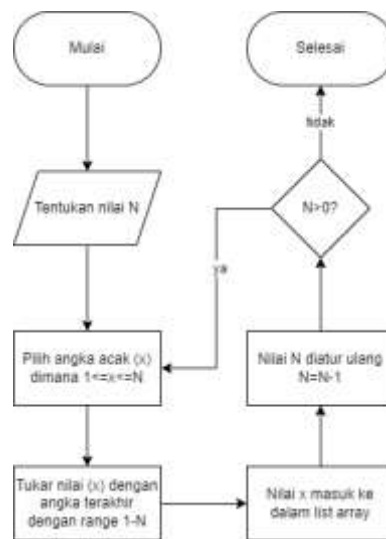 Mulai
Selesai
tidak
N>0?
Tentukan nilai N
ya
Pilih angka acak (x)
dimana 1<=x<=N
Nilai N diatur ulang
N=N-1
Tukar nilai (x) dengan
angka terakhir
dengan range 1-N
Nilai x masuk ke
dalam list array